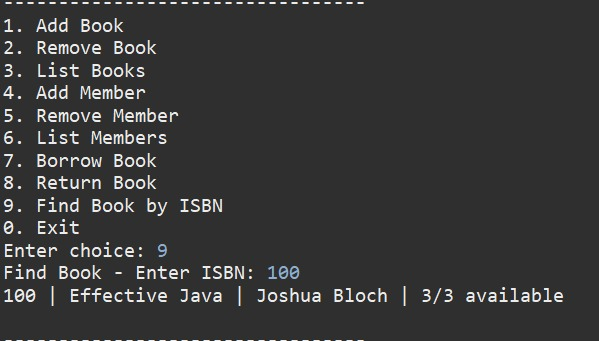 ---------------------------------
1. Add Book
2. Remove Book
3. List Books
4. Add Member
5. Remove Member
6. List Members
7. Borrow Book
8. Return Book
9. Find Book by ISBN
0. Exit
Enter choice: 9
Find Book - Enter ISBN: 100
100 | Effective Java | Joshua Bloch | 3/3 available
---------------------------------